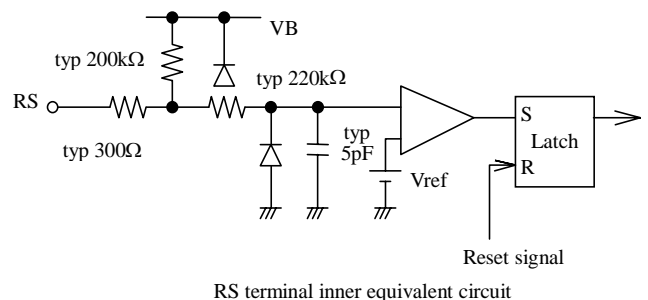 VB
typ 200kΩ
typ 220kΩ
RS
typ 300Ω
typ
5pF
Vref
S
Latch
R
Reset signal
RS terminal inner equivalent circuit